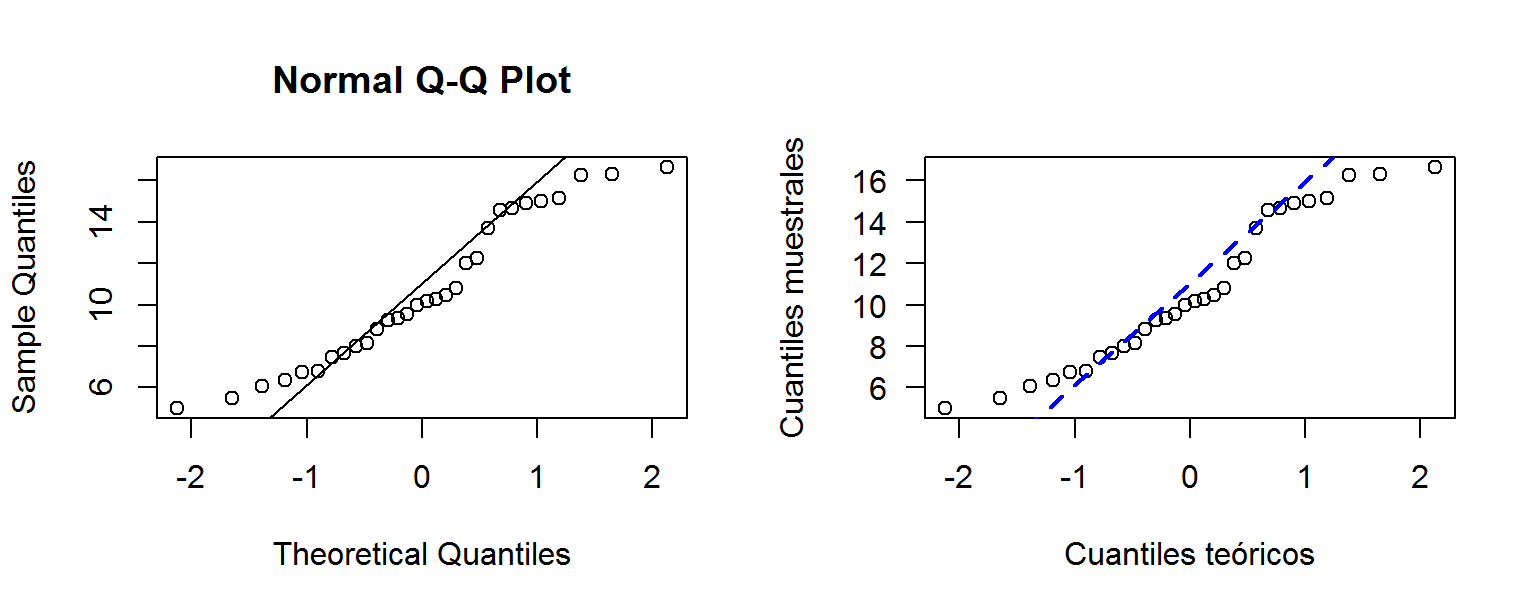 Normal Q-Q Plot
Sample Quantiles
14
10
6
-2 -1 0 1 2
Theoretical Quantiles
Cuantiles muestrales
16
14
12
10
8
6
-2 -1 0 1 2
Cuantiles teóricos